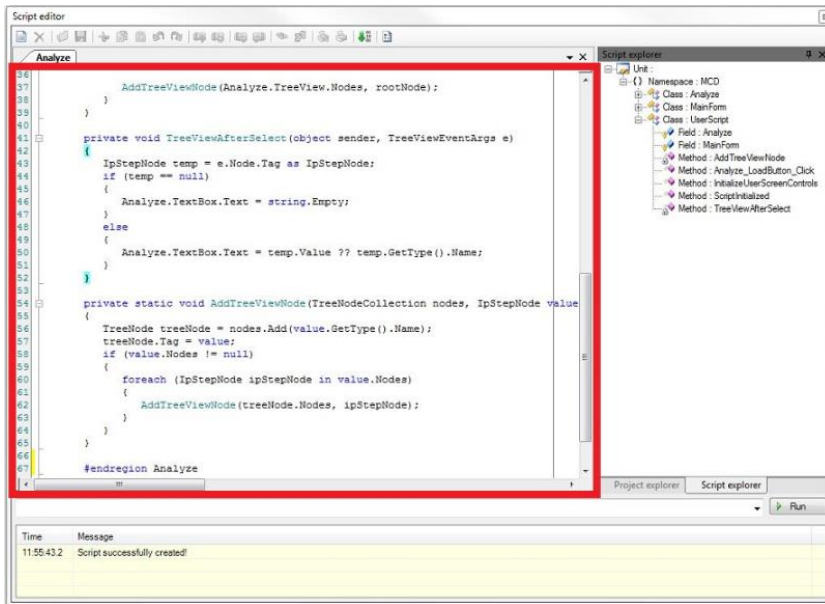 Script editor
Analyze
Script explorer
36
37 AddTreeViewNode(Analyze.TreeView.Nodes, rootNode);
38 }
39 }
40
41 private void TreeViewAfterSelect(object sender, TreeViewEventArgs e)
42 {
43 IpStepNode temp = e.Node.Tag as IpStepNode;
44 if (temp == null)
45 {
46 Analyze.TextBox.Text = string.Empty;
47 }
48 else
49 {
50 Analyze.TextBox.Text = temp.Value ?? temp.GetType().Name;
51 }
52 }
53
54 private static void AddTreeViewNode(TreeNodeCollection nodes, IpStepNode value
55 {
56 TreeNode treeNode = nodes.Add(value.GetType().Name);
57 treeNode.Tag = value;
58 if (value.Nodes != null)
59 {
60 foreach (IpStepNode ipStepNode in value.Nodes)
61 {
62 AddTreeViewNode(treeNode.Nodes, ipStepNode);
63 }
64 }
65 }
66
67 #endregion Analyze
Unit :
{} Namespace : MCD
Class : Analyze
Class : MainForm
Class : UserScript
Field : Analyze
Field : MainForm
Method : AddTreeViewNode
Method : Analyze_LoadButton_Click
Method : InitializeUserScreenControls
Method : ScriptInitialized
Method : TreeViewAfterSelect
Project explorer
Script explorer
Run
Time Message
11:55:43.2 Script successfully created!